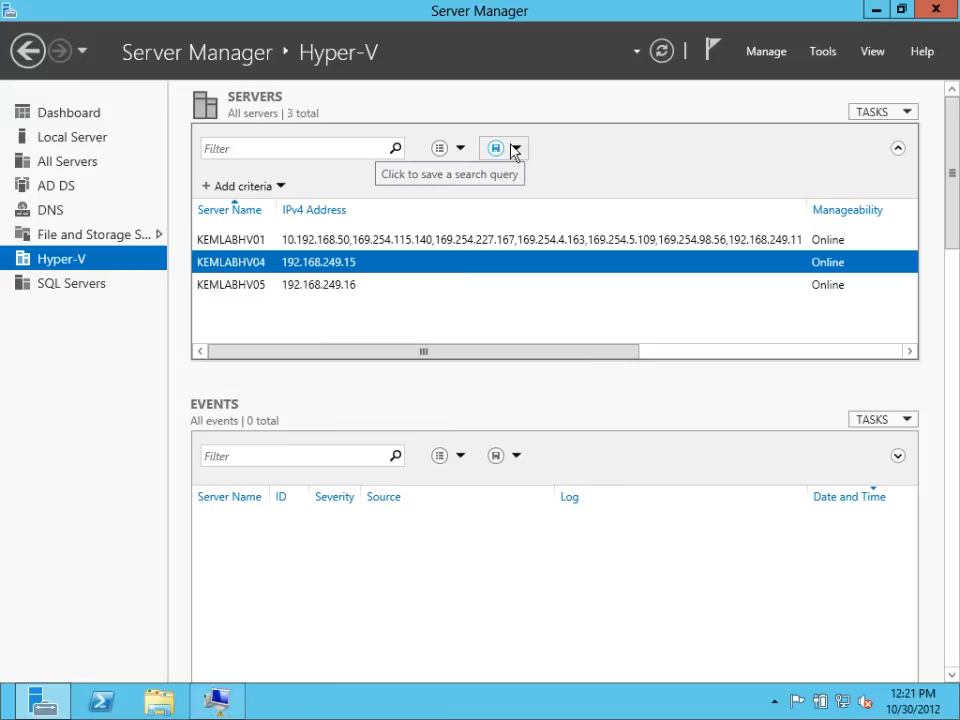 Server Manager
Server Manager ‣ Hyper-V
Manage Tools View Help
Dashboard
Local Server
All Servers
AD DS
DNS
File and Storage S...
Hyper-V
SQL Servers
SERVERS
All servers | 3 total
TASKS
Filter
Click to save a search query
+ Add criteria
Server Name IPv4 Address Manageability
KEMLABHV01 10.192.168.50,169.254.115.140,169.254.227.167,169.254.4.163,169.254.5.109,169.254.98.56,192.168.249.11 Online
KEMLABHV04 192.168.249.15 Online
KEMLABHV05 192.168.249.16 Online
EVENTS
All events | 0 total
TASKS
Filter
Server Name ID Severity Source Log Date and Time
12:21 PM
10/30/2012